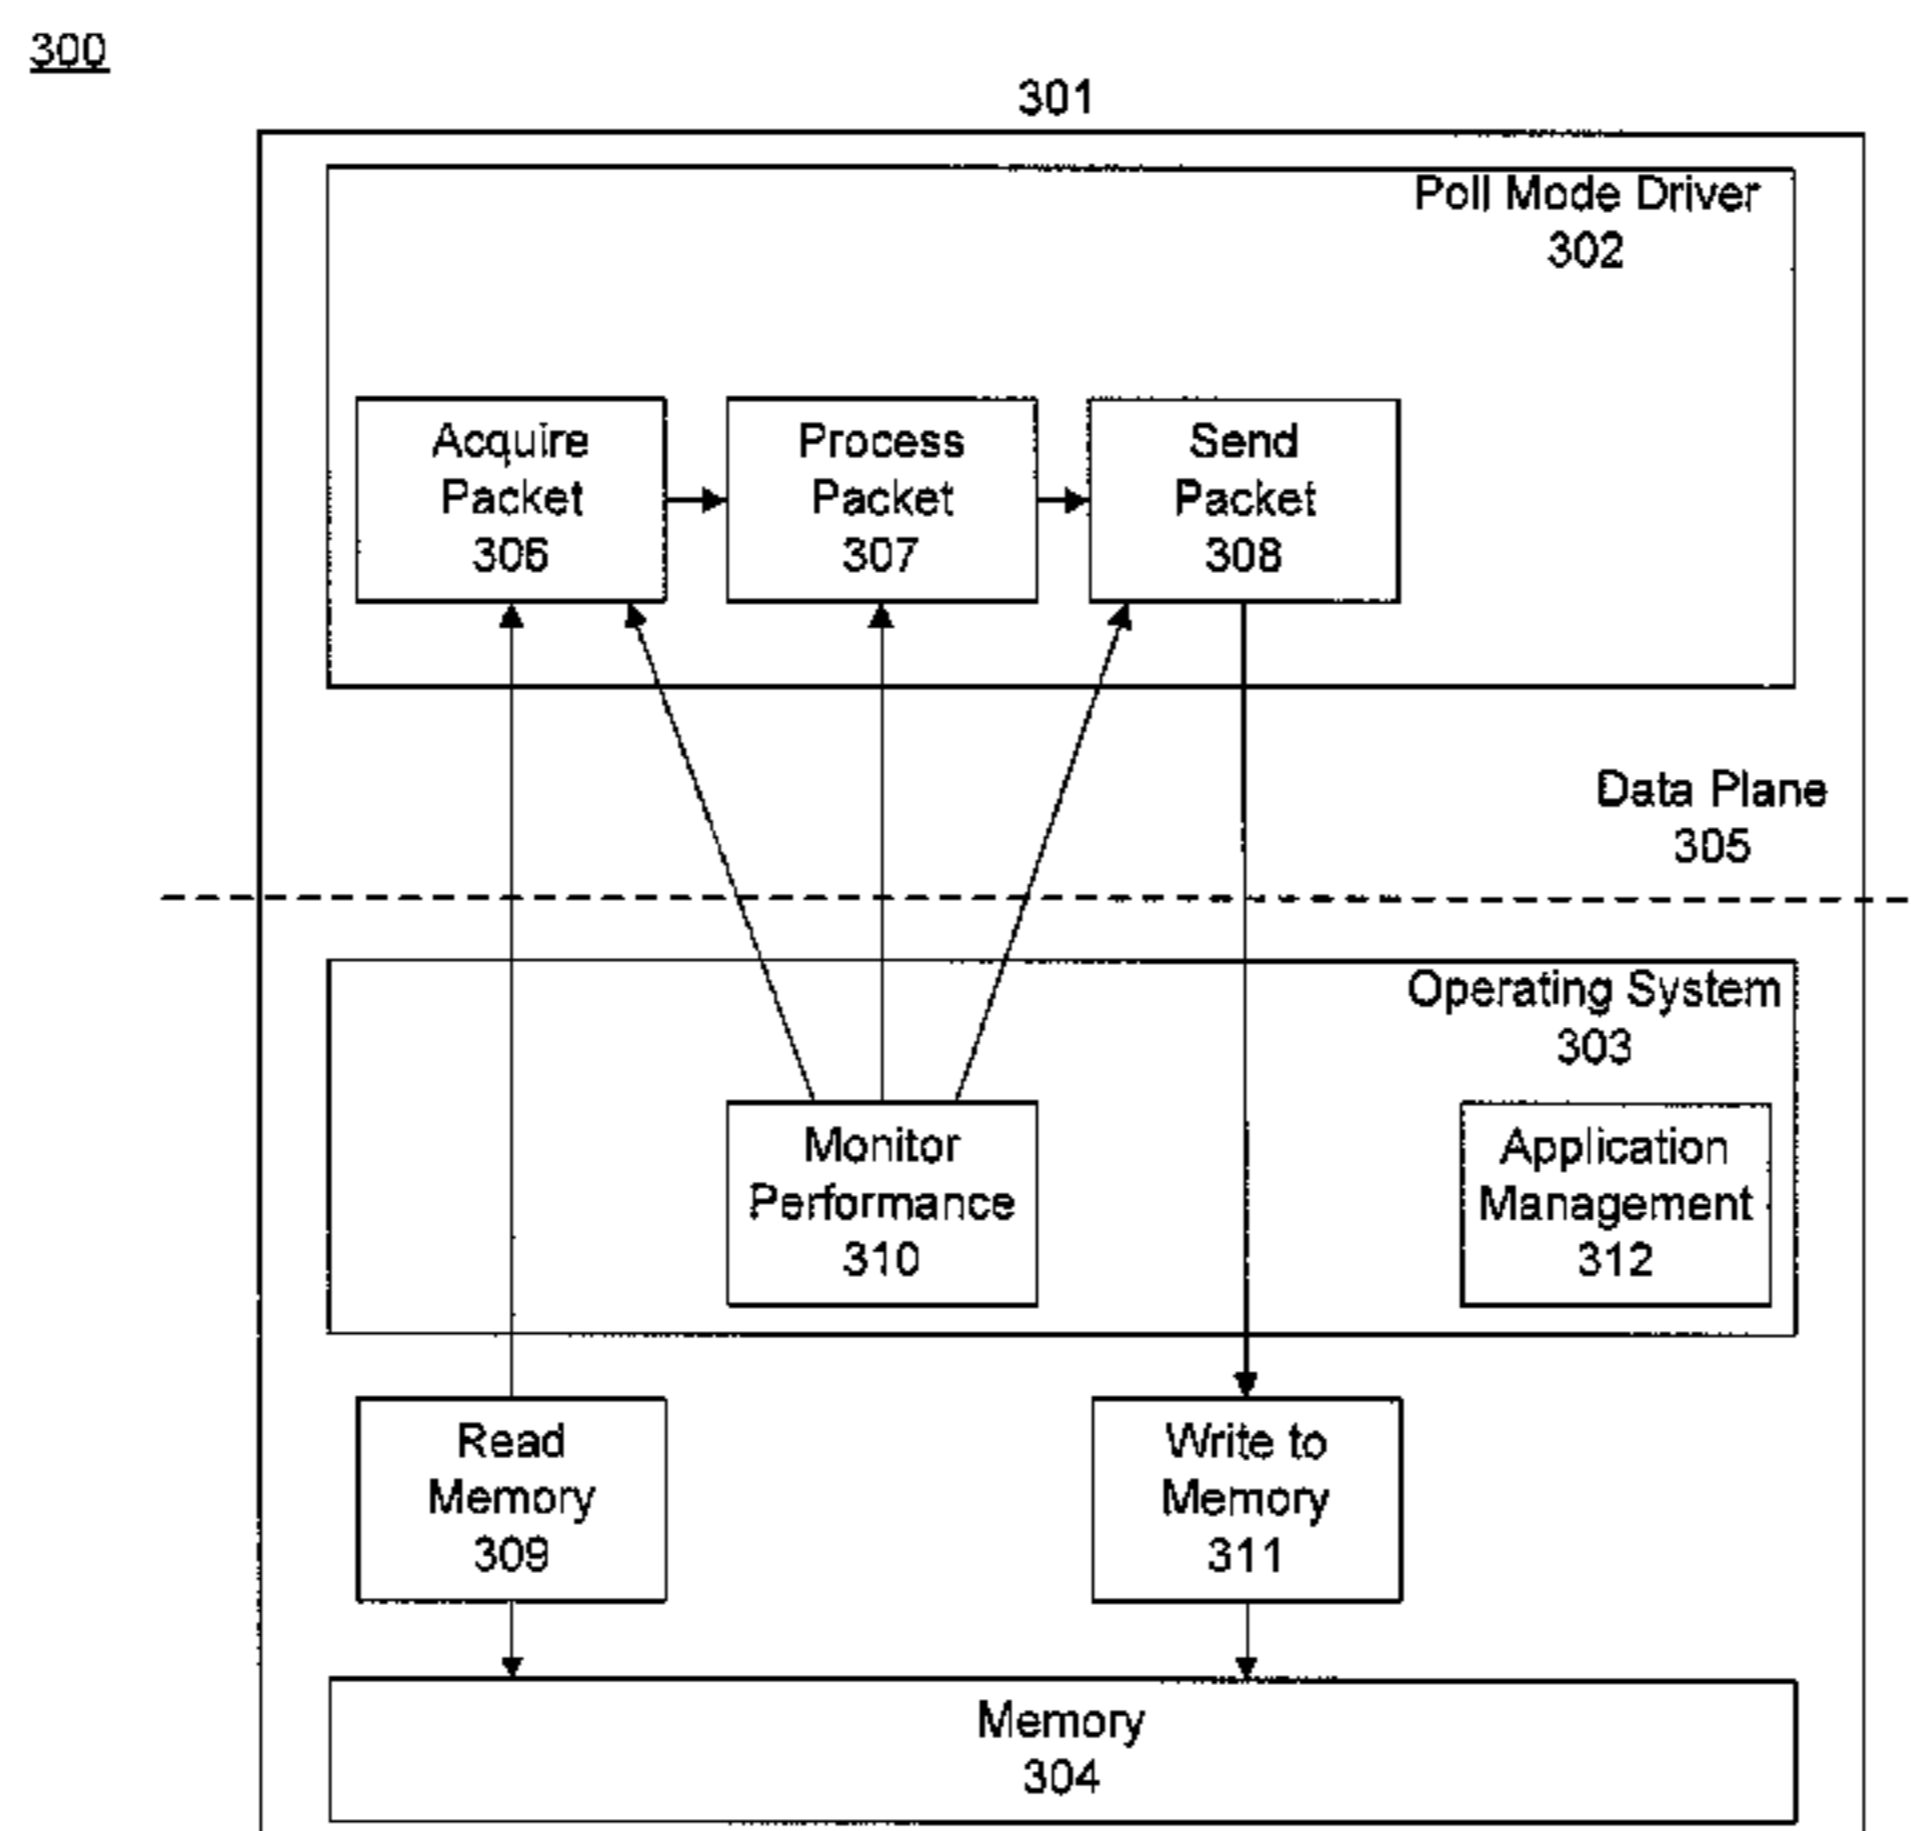 300
301
Poll Mode Driver
302
Acquire
Packet
306
Process
Packet
307
Send
Packet
308
Data Plane
305
Operating System
303
Monitor
Performance
310
Application
Management
312
Read
Memory
309
Write to
Memory
311
Memory
304